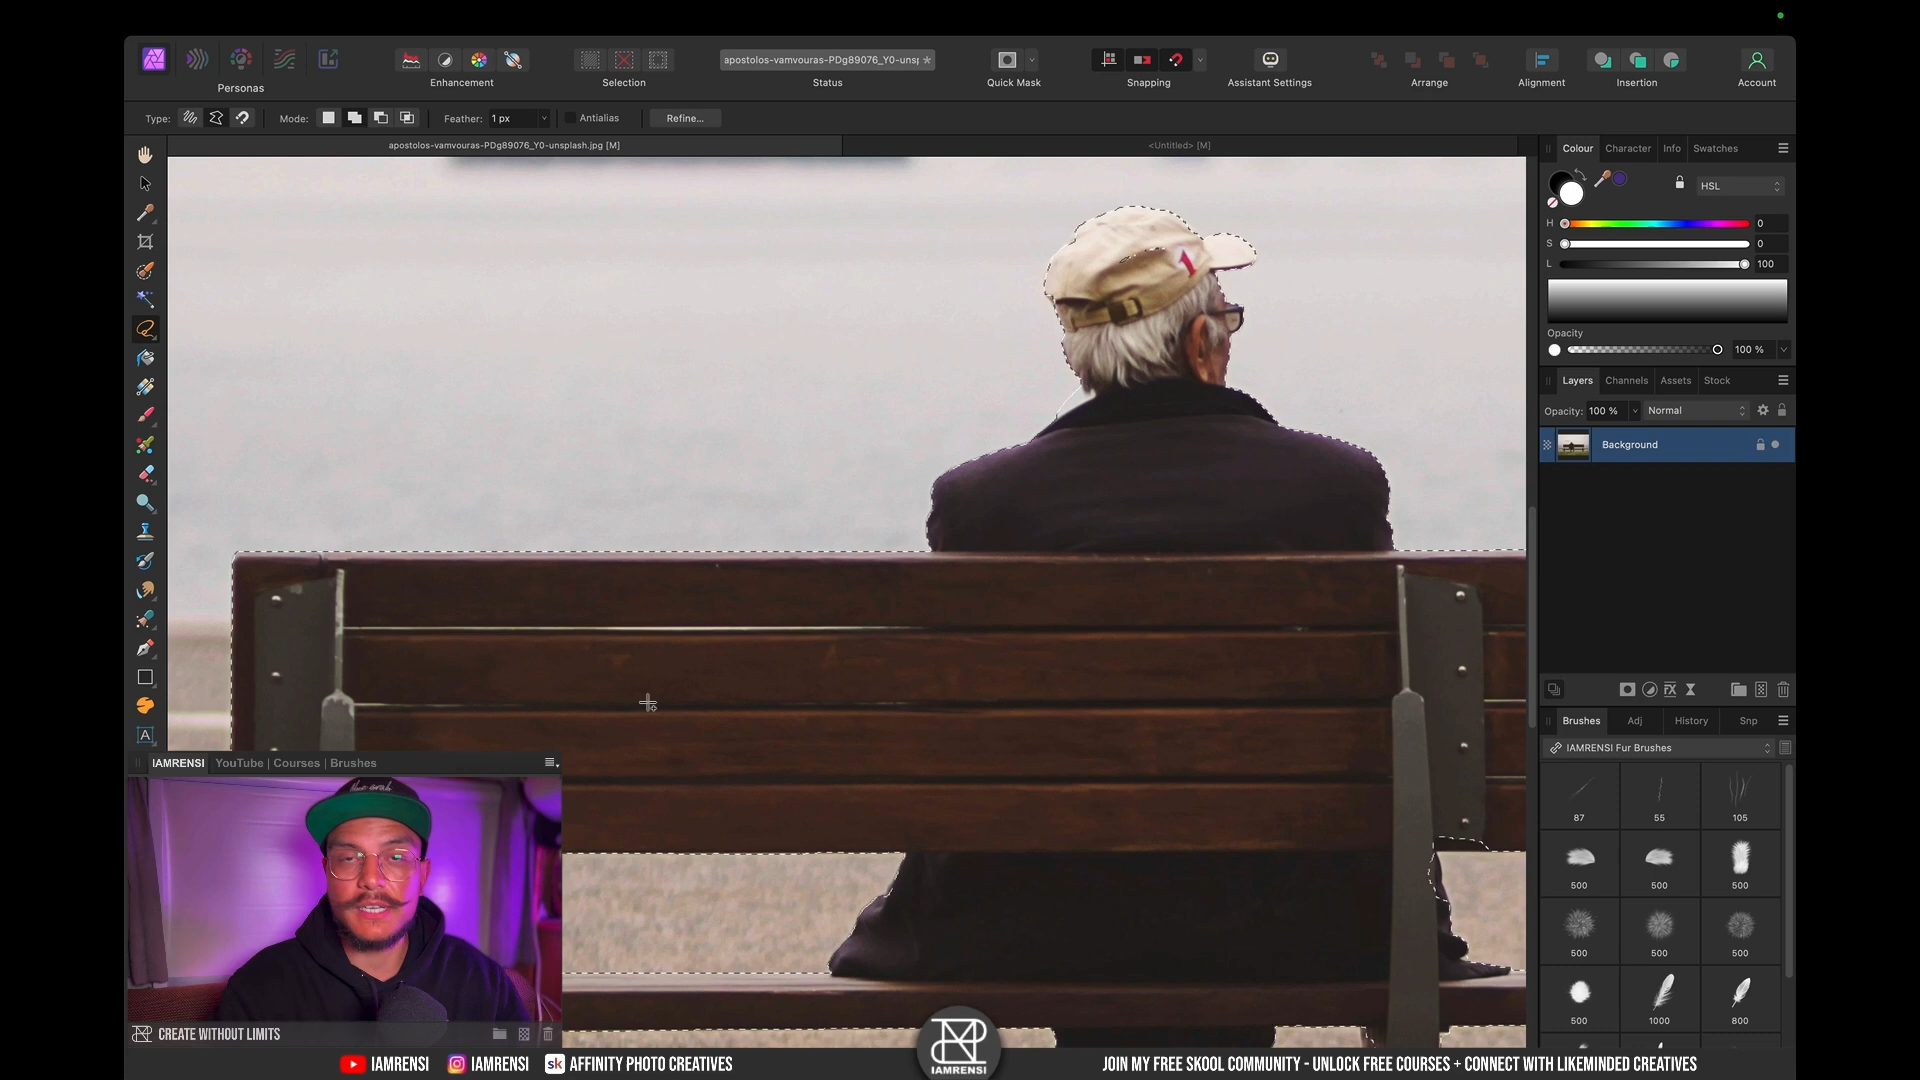 Personas
Enhancement
Selection
apostolos-vamvouras-PDg89076_Y0-uns
Status
Quick Mask
Snapping
Assistant Settings
Arrange
Alignment
Insertion
Account
Type:
Mode:
Feather: 1 px
Antialias
Refine...
apostolos-vamvouras-PDg89076_Y0-unsplash.jpg [M]
<Untitled> [M]
Colour Character Info Swatches
HSL
H 0
S 0
L 100
Opacity
100 %
Layers Channels Assets Stock
Opacity: 100 % Normal
Background
1
A
Brushes Adj History Snp
IAMRENSI Fur Brushes
87 55 105
500 500 500
500 500 500
500 1000 800
IAMRENSI YouTube | Courses | Brushes
CREATE WITHOUT LIMITS
IAMRENSI IAMRENSI sk AFFINITY PHOTO CREATIVES
IAMRENSI
JOIN MY FREE SKOOL COMMUNITY - UNLOCK FREE COURSES + CONNECT WITH LIKEMINDED CREATIVES